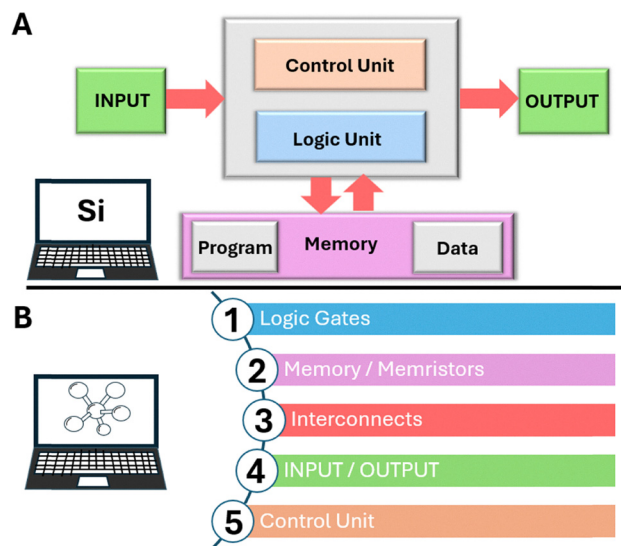 A
Control Unit
INPUT
OUTPUT
Logic Unit
Si
Program
Memory
Data
B
1 Logic Gates
2 Memory / Memristors
3 Interconnects
4 INPUT / OUTPUT
5 Control Unit